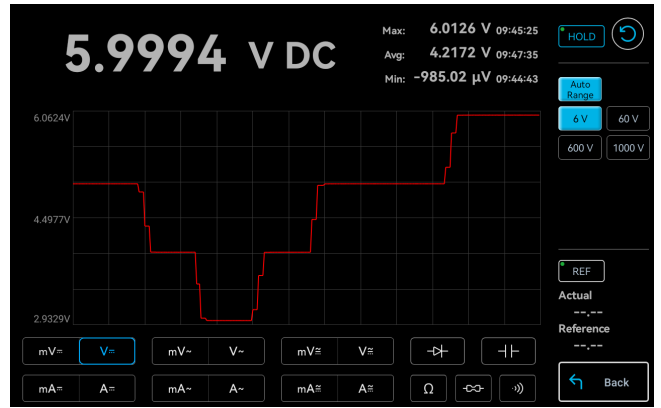 5.9994 V DC
Max: 6.0126 V 09:45:25
Avg: 4.2172 V 09:47:35
Min: -985.02 µV 09:44:43
HOLD
Auto
Range
6 V 60 V
600 V 1000 V
6.0624V
4.4977V
2.9329V
REF
Actual
--.--
Reference
--.--
mV⎓ V⎓ mV~ V~ mV≅ V≅
mA⎓ A⎓ mA~ A~ mA≅ A≅ Ω
Back